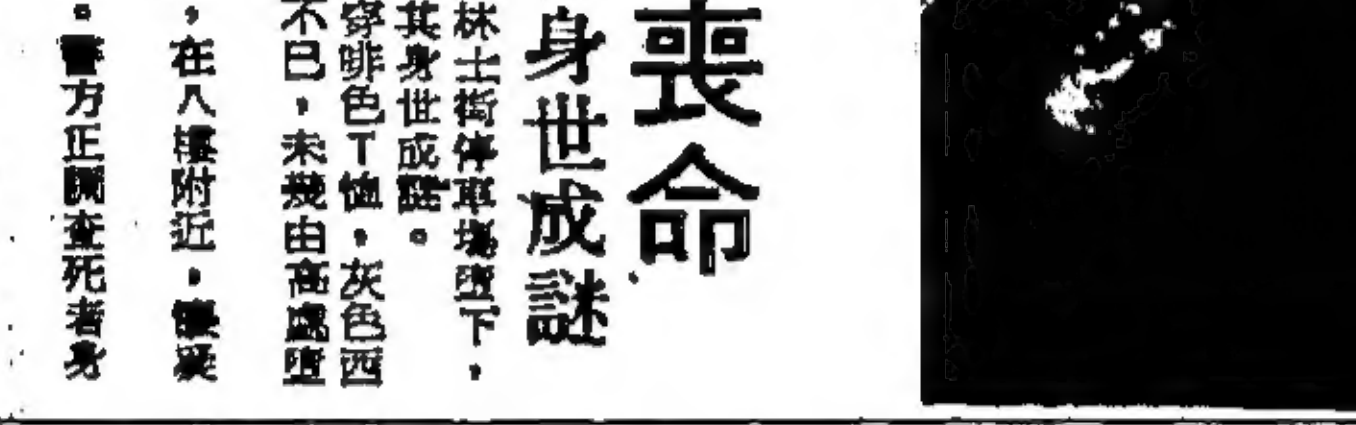 喪命
身世成謎
林士街停車場墮下，
其身世成謎。
穿啡色T恤，灰色西
不已，未幾由高處墮
，在八樓附近，懷疑
。警方正調查死者身